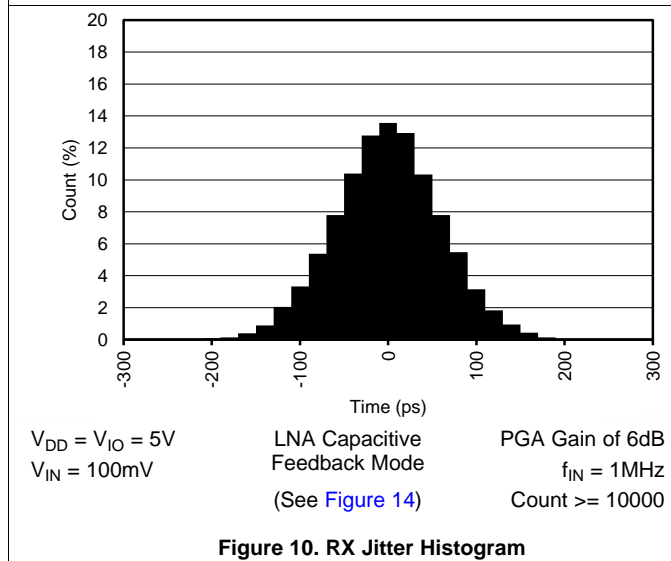 20
18
16
14
12
10
8
6
4
2
0
Count (%)
-300
-200
-100
0
100
200
300
Time (ps)
V_DD = V_IO = 5V
V_IN = 100mV
LNA Capacitive
Feedback Mode
(See Figure 14)
PGA Gain of 6dB
f_IN = 1MHz
Count >= 10000
Figure 10. RX Jitter Histogram